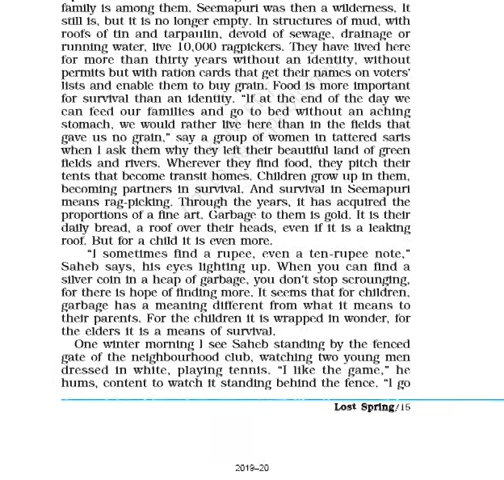 family is among them. Seemapuri was then a wilderness. It
still is, but it is no longer empty. In structures of mud, with
roofs of tin and tarpaulin, devoid of sewage, drainage or
running water, live 10,000 ragpickers. They have lived here
for more than thirty years without an identity, without
permits but with ration cards that get their names on voters'
lists and enable them to buy grain. Food is more important
for survival than an identity. "If at the end of the day we
can feed our families and go to bed without an aching
stomach, we would rather live here than in the fields that
gave us no grain," say a group of women in tattered saris
when I ask them why they left their beautiful land of green
fields and rivers. Wherever they find food, they pitch their
tents that become transit homes. Children grow up in them,
becoming partners in survival. And survival in Seemapuri
means rag-picking. Through the years, it has acquired the
proportions of a fine art. Garbage to them is gold. It is their
daily bread, a roof over their heads, even if it is a leaking
roof. But for a child it is even more.
"I sometimes find a rupee, even a ten-rupee note,"
Saheb says, his eyes lighting up. When you can find a
silver coin in a heap of garbage, you don't stop scrounging,
for there is hope of finding more. It seems that for children,
garbage has a meaning different from what it means to
their parents. For the children it is wrapped in wonder, for
the elders it is a means of survival.
One winter morning I see Saheb standing by the fenced
gate of the neighbourhood club, watching two young men
dressed in white, playing tennis. "I like the game," he
hums, content to watch it standing behind the fence. "I go
Lost Spring/15
2019–20